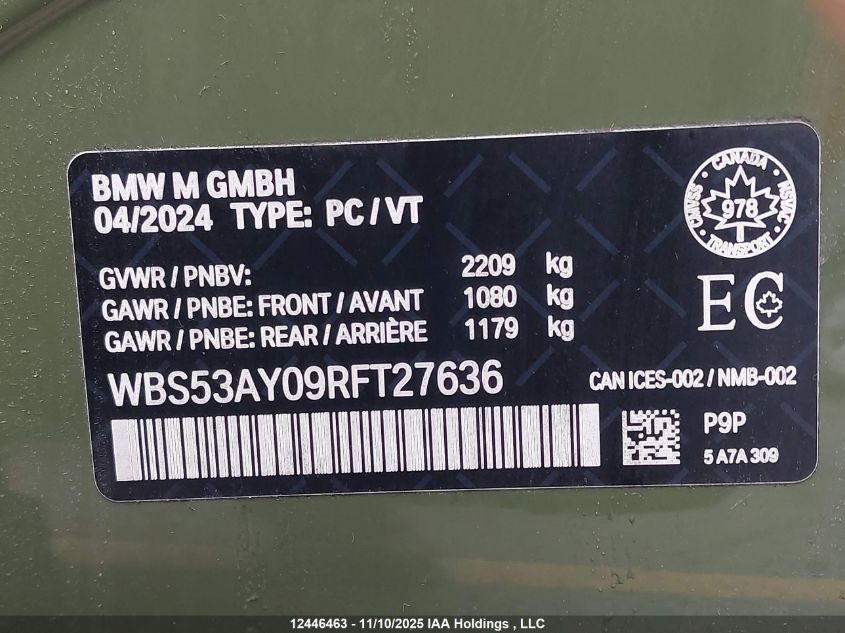 BMW M GMBH
04/2024 TYPE: PC / VT
GVWR / PNBV: 2209 kg
GAWR / PNBE: FRONT / AVANT 1080 kg
GAWR / PNBE: REAR / ARRIÈRE 1179 kg
WBS53AY09RFT27636
CANADA
CMVSS
NSVAC
978
TRANSPORT
EC
CAN ICES-002 / NMB-002
P9P
5 A7A 309
12446463 - 11/10/2025 IAA Holdings , LLC